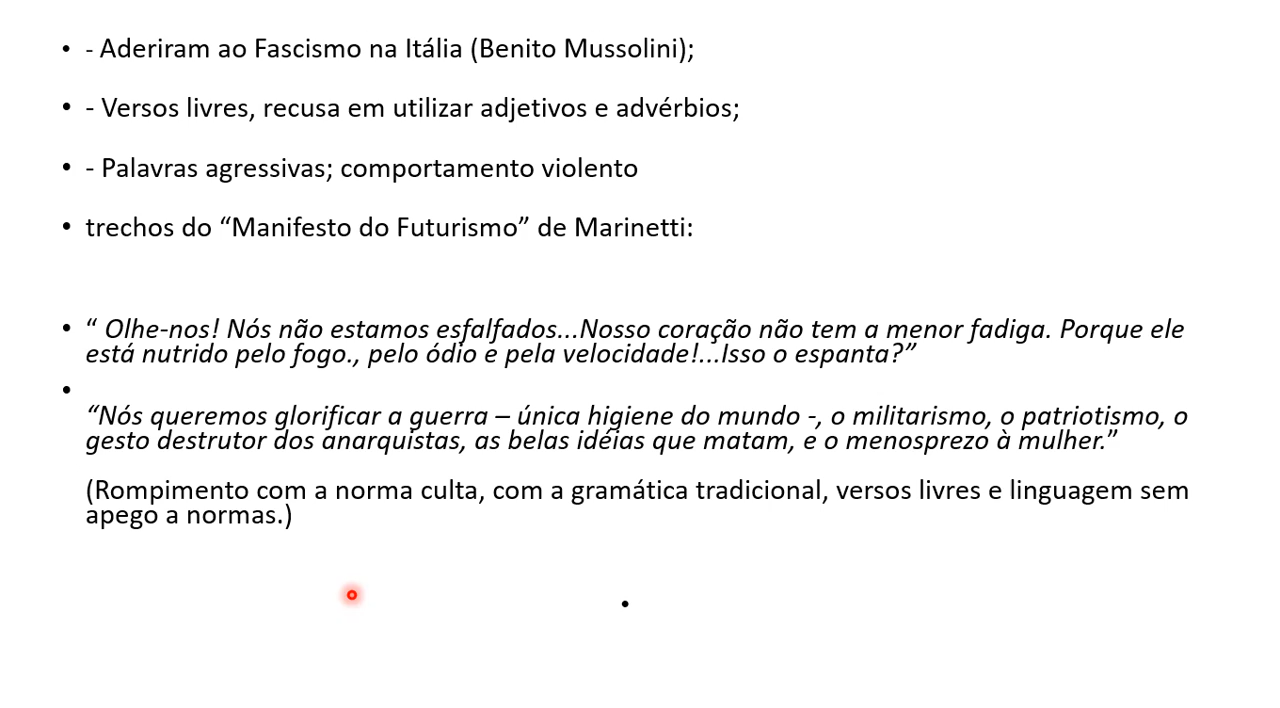 • - Aderiram ao Fascismo na Itália (Benito Mussolini);
• - Versos livres, recusa em utilizar adjetivos e advérbios;
• - Palavras agressivas; comportamento violento
• trechos do “Manifesto do Futurismo” de Marinetti:
• “ Olhe-nos! Nós não estamos esfalfados...Nosso coração não tem a menor fadiga. Porque ele
está nutrido pelo fogo., pelo ódio e pela velocidade!...Isso o espanta?”
•
“Nós queremos glorificar a guerra – única higiene do mundo -, o militarismo, o patriotismo, o
gesto destrutor dos anarquistas, as belas idéias que matam, e o menosprezo à mulher.”
(Rompimento com a norma culta, com a gramática tradicional, versos livres e linguagem sem
apego a normas.)
•